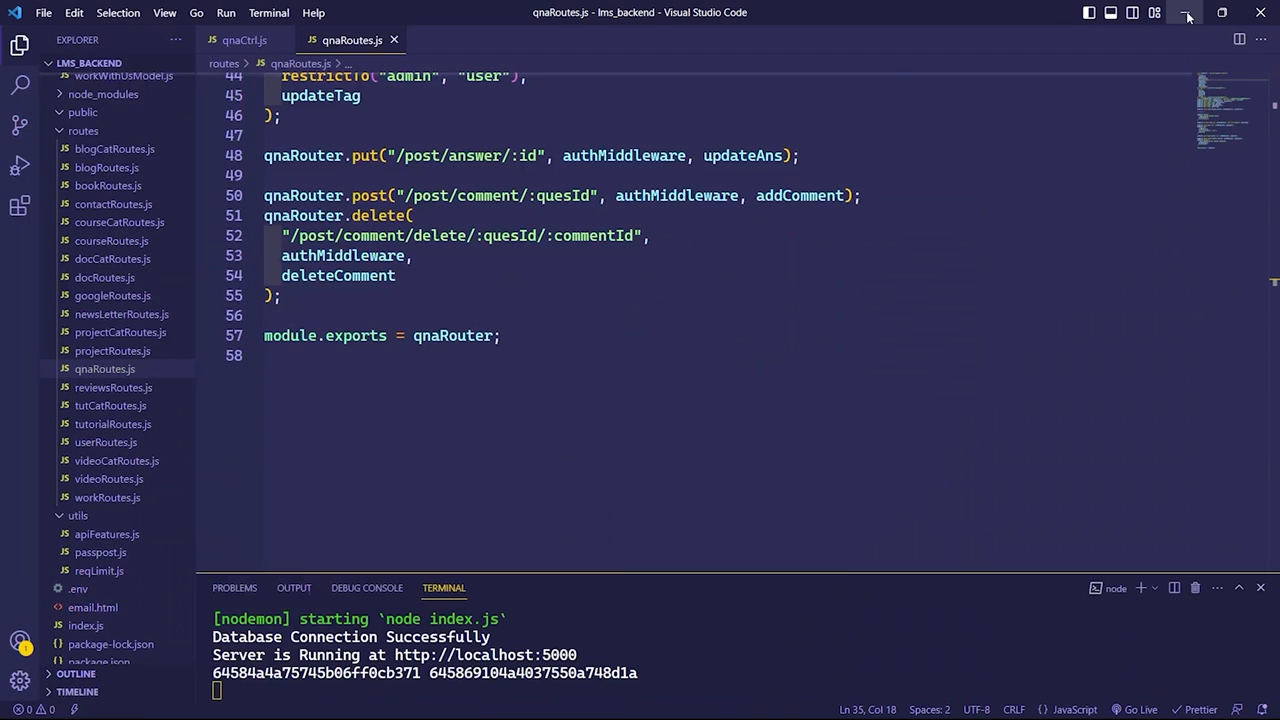 File Edit Selection View Go Run Terminal Help
qnaRoutes.js - lms_backend - Visual Studio Code
EXPLORER
LMS_BACKEND
workWithUsModel.js
node_modules
public
routes
blogCatRoutes.js
blogRoutes.js
bookRoutes.js
contactRoutes.js
courseCatRoutes.js
courseRoutes.js
docCatRoutes.js
docRoutes.js
googleRoutes.js
newsLetterRoutes.js
projectCatRoutes.js
projectRoutes.js
qnaRoutes.js
reviewsRoutes.js
tutCatRoutes.js
tutorialRoutes.js
userRoutes.js
videoCatRoutes.js
videoRoutes.js
workRoutes.js
utils
apiFeatures.js
passpost.js
reqLimit.js
.env
email.html
index.js
package-lock.json
package.json
OUTLINE
TIMELINE
qnaCtrl.js
qnaRoutes.js
routes > JS qnaRoutes.js > ...
44 restrictTo("admin", "user"),
45 updateTag
46 );
47
48 qnaRouter.put("/post/answer/:id", authMiddleware, updateAns);
49
50 qnaRouter.post("/post/comment/:quesId", authMiddleware, addComment);
51 qnaRouter.delete(
52 "/post/comment/delete/:quesId/:commentId",
53 authMiddleware,
54 deleteComment
55 );
56
57 module.exports = qnaRouter;
58
PROBLEMS OUTPUT DEBUG CONSOLE TERMINAL
node
[nodemon] starting `node index.js`
Database Connection Successfully
Server is Running at http://localhost:5000
64584a4a75745b06ff0cb371 645869104a4037550a748d1a
0 0 Ln 35, Col 18 Spaces: 2 UTF-8 CRLF {} JavaScript Go Live Prettier